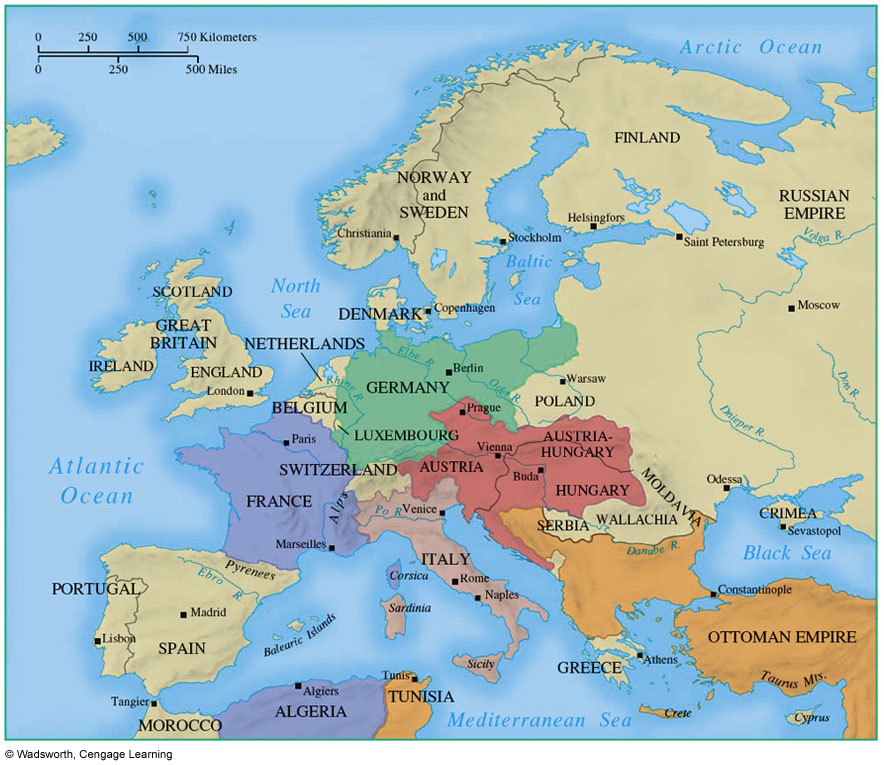 0 250 500 750 Kilometers
0 250 500 Miles
Arctic Ocean
FINLAND
NORWAY
and
SWEDEN
RUSSIAN
EMPIRE
Helsingfors
Christiania
Stockholm
Saint Petersburg
Volga R.
Baltic
Sea
North
Sea
SCOTLAND
Moscow
DENMARK
Copenhagen
GREAT
BRITAIN
NETHERLANDS
IRELAND
ENGLAND
London
Elbe R.
Berlin
Rhine R.
GERMANY
Oder R.
Warsaw
POLAND
Don R.
Dnieper R.
BELGIUM
Prague
LUXEMBOURG
Paris
Vienna
AUSTRIA-
HUNGARY
Atlantic
Ocean
SWITZERLAND
AUSTRIA
Buda
HUNGARY
MOLDAVIA
Odessa
FRANCE
Alps
Po R.
Venice
SERBIA
WALLACHIA
CRIMEA
Sevastopol
Marseilles
Danube R.
Black Sea
ITALY
Pyrenees
Ebro R.
Corsica
Rome
PORTUGAL
Madrid
Naples
Constantinople
Sardinia
Lisbon
SPAIN
Balearic Islands
OTTOMAN EMPIRE
Sicily
GREECE
Athens
Taurus Mts.
Tunis
Tangier
Algiers
TUNISIA
MOROCCO
ALGERIA
Mediterranean Sea
Crete
Cyprus
© Wadsworth, Cengage Learning